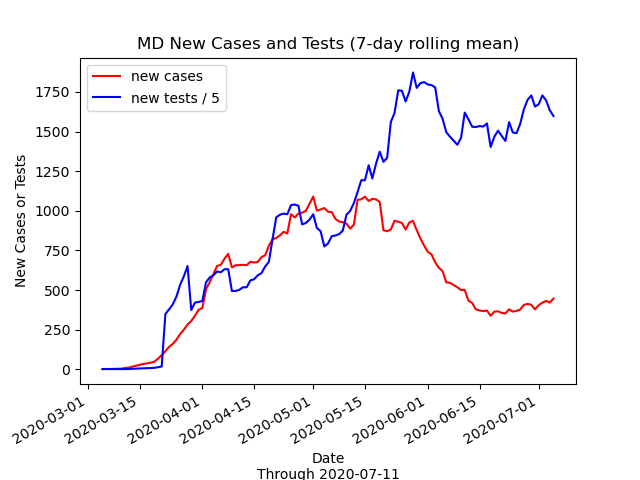 MD New Cases and Tests (7-day rolling mean)
new cases
new tests / 5
New Cases or Tests
1750
1500
1250
1000
750
500
250
0
2020-03-01
2020-03-15
2020-04-01
2020-04-15
2020-05-01
2020-05-15
2020-06-01
2020-06-15
2020-07-01
Date
Through 2020-07-11